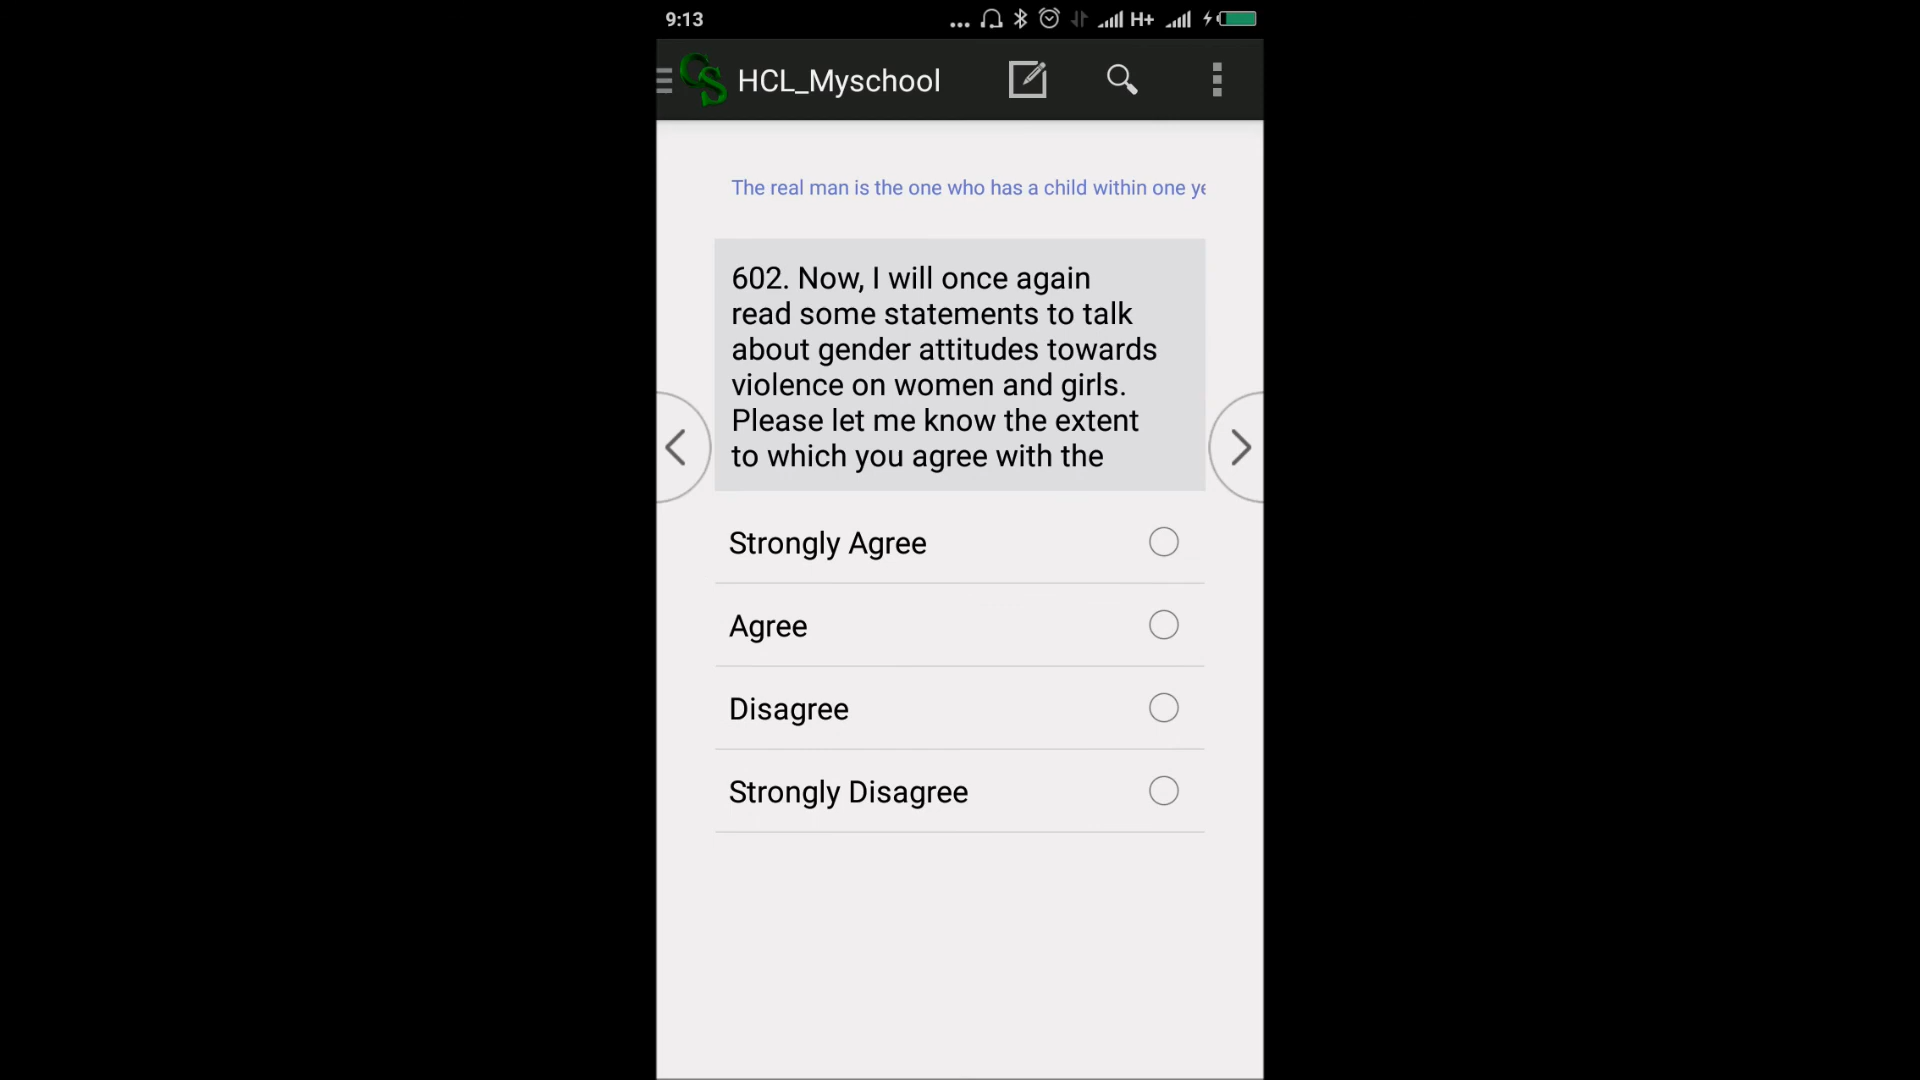 9:13
... H+
HCL_Myschool
The real man is the one who has a child within one
602. Now, I will once again
read some statements to talk
about gender attitudes towards
violence on women and girls.
Please let me know the extent
to which you agree with the
Strongly Agree
Agree
Disagree
Strongly Disagree